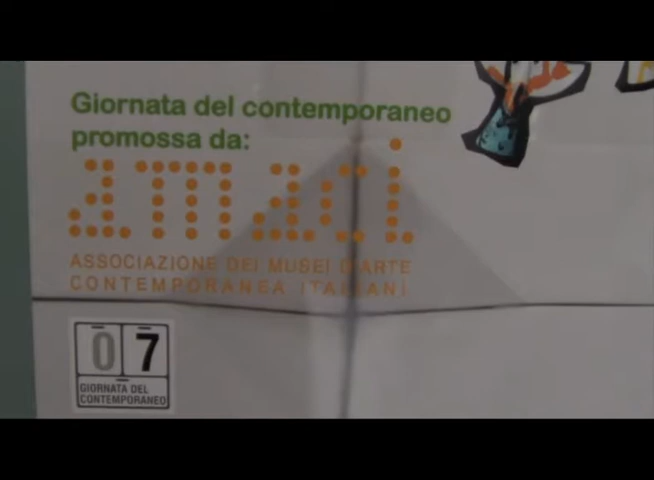 Giornata del contemporaneo
promossa da:
amaci
ASSOCIAZIONE DEI MUSEI D'ARTE
CONTEMPORANEA ITALIANI
07
GIORNATA DEL
CONTEMPORANEO